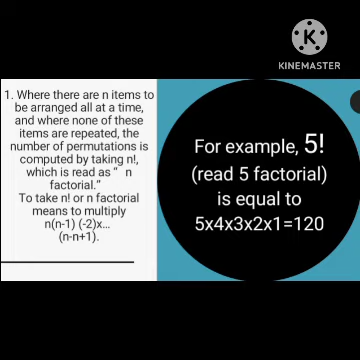 KINEMASTER
1. Where there are n items to
be arranged all at a time,
and where none of these
items are repeated, the
number of permutations is
computed by taking n!,
which is read as “ n
factorial.”
To take n! or n factorial
means to multiply
n(n-1) (-2)x...
(n-n+1).
For example, 5!
(read 5 factorial)
is equal to
5x4x3x2x1=120